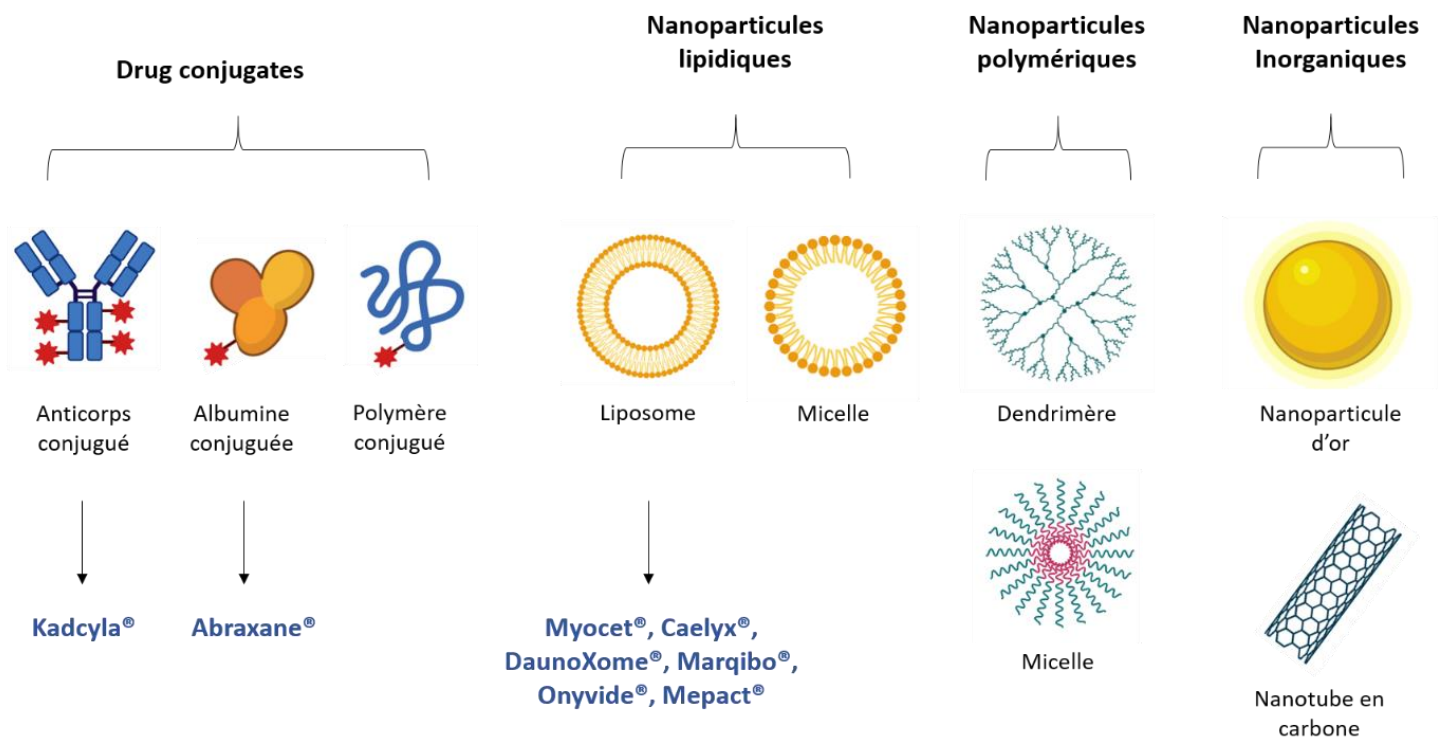 Drug conjugates
Nanoparticules
lipidiques
Nanoparticules
polymériques
Nanoparticules
Inorganiques
Anticorps
conjugué
Albumine
conjuguée
Polymère
conjugué
Liposome
Micelle
Dendrimère
Nanoparticule
d’or
Kadcyla®
Abraxane®
Myocet®, Caelyx®,
DaunoXome®, Marqibo®,
Onyvide®, Mepact®
Micelle
Nanotube en
carbone